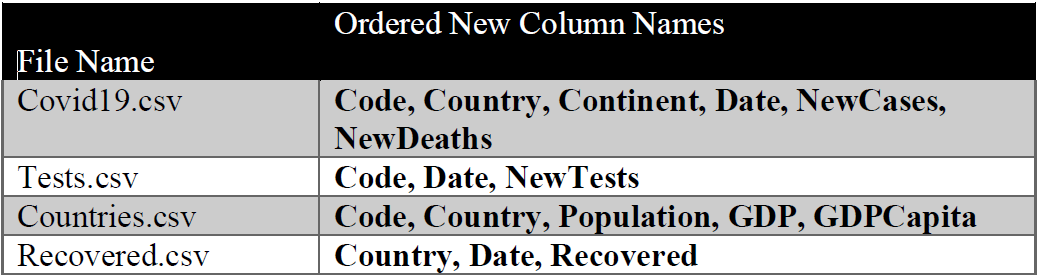 Ordered New Column Names
File Name
Covid19.csv
Code, Country, Continent, Date, NewCases,
NewDeaths
Tests.csv
Code, Date, NewTests
Countries.csv
Code, Country, Population, GDP, GDPCapita
Recovered.csv
Country, Date, Recovered